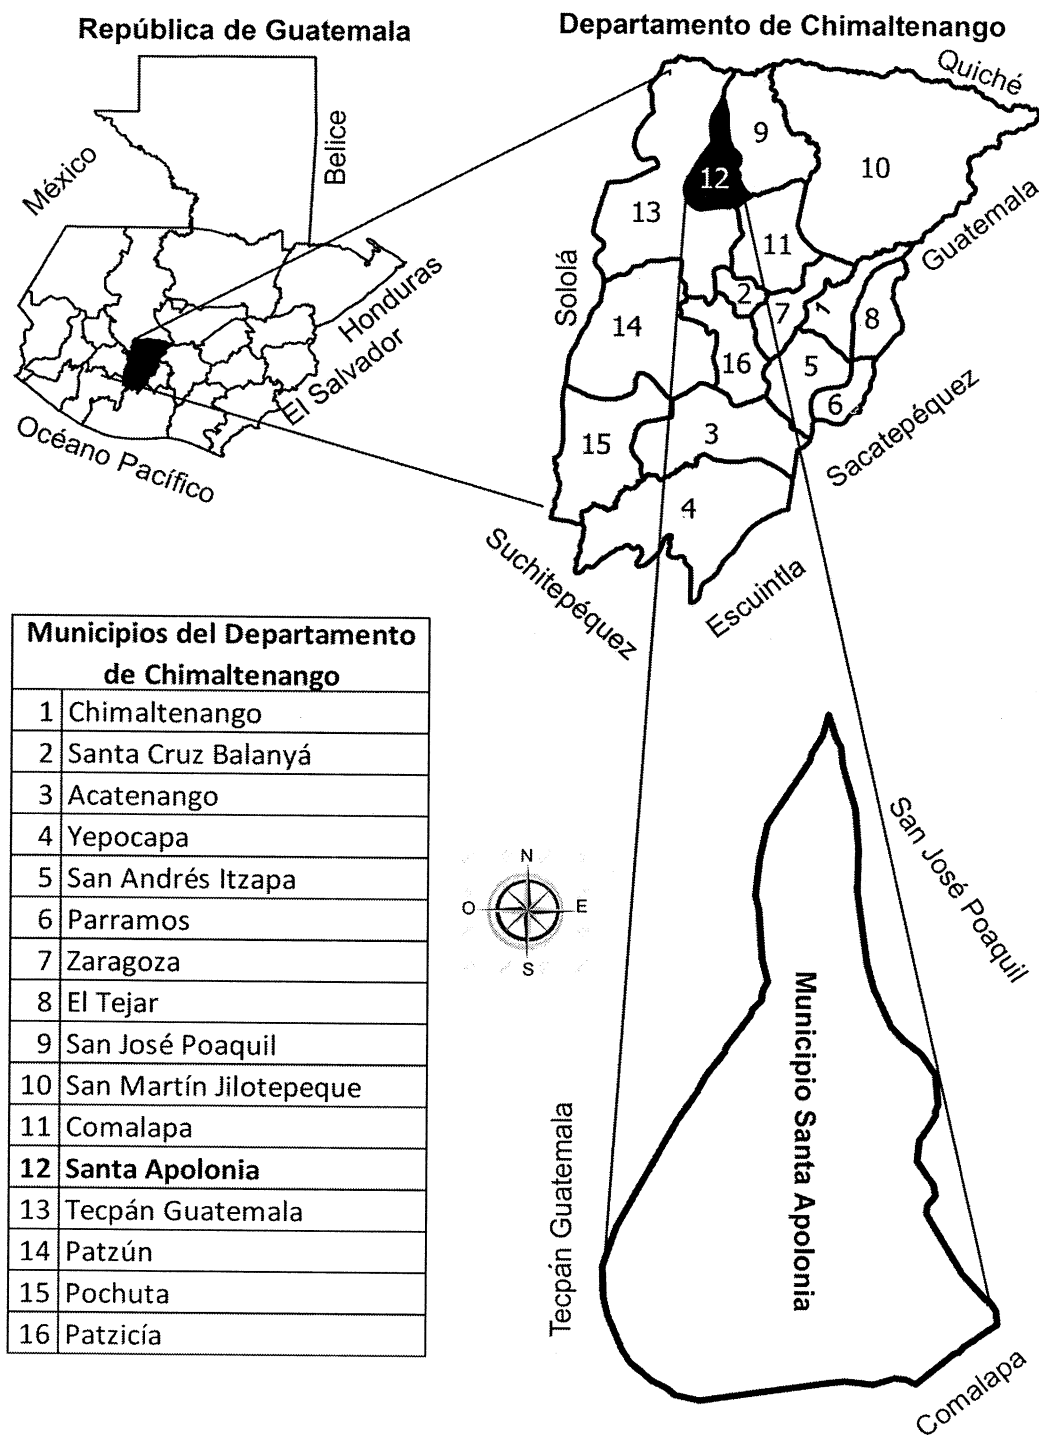 República de Guatemala
México
Belice
Honduras
El Salvador
Océano Pacífico
Departamento de Chimaltenango
Quiché
Guatemala
Sololá
Sacatepéquez
Suchitepéquez
Escuintla
9
10
12
13
11
2
7
1
8
14
16
5
6
15
3
4
Municipios del Departamento
de Chimaltenango
1 Chimaltenango
2 Santa Cruz Balanyá
3 Acatenango
4 Yepocapa
5 San Andrés Itzapa
6 Parramos
7 Zaragoza
8 El Tejar
9 San José Poaquil
10 San Martín Jilotepeque
11 Comalapa
12 Santa Apolonia
13 Tecpán Guatemala
14 Patzún
15 Pochuta
16 Patzicía
N
O
E
S
San José Poaquil
Municipio Santa Apolonia
Tecpán Guatemala
Comalapa